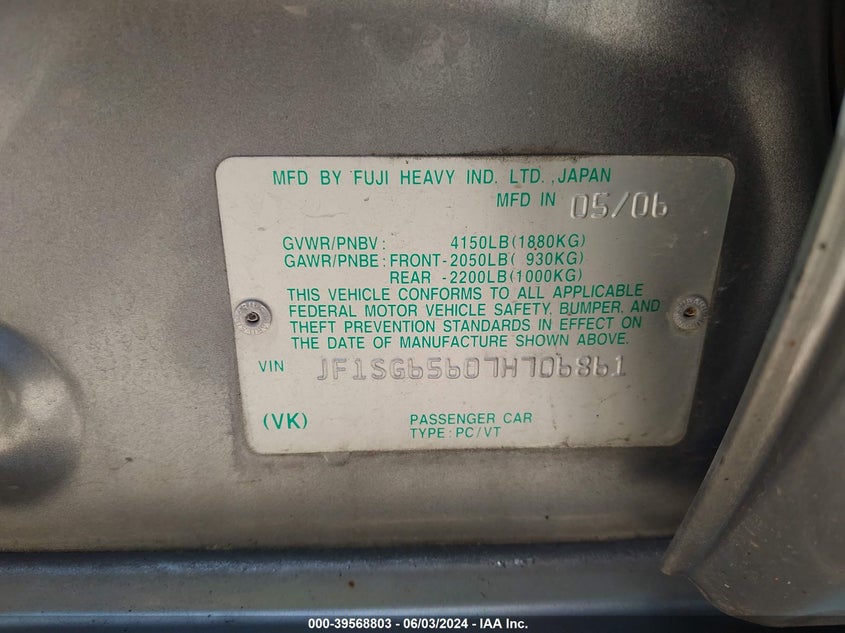 MFD BY FUJI HEAVY IND. LTD., JAPAN
MFD IN 05/06
GVWR/PNBV: 4150LB(1880KG)
GAWR/PNBE: FRONT-2050LB( 930KG)
REAR -2200LB(1000KG)
THIS VEHICLE CONFORMS TO ALL APPLICABLE
FEDERAL MOTOR VEHICLE SAFETY, BUMPER, AND
THEFT PREVENTION STANDARDS IN EFFECT ON
THE DATE OF MANUFACTURE SHOWN ABOVE.
VIN JF1SG65607H706861
(VK) PASSENGER CAR
TYPE: PC/VT
000-39568803 - 06/03/2024 - IAA Inc.